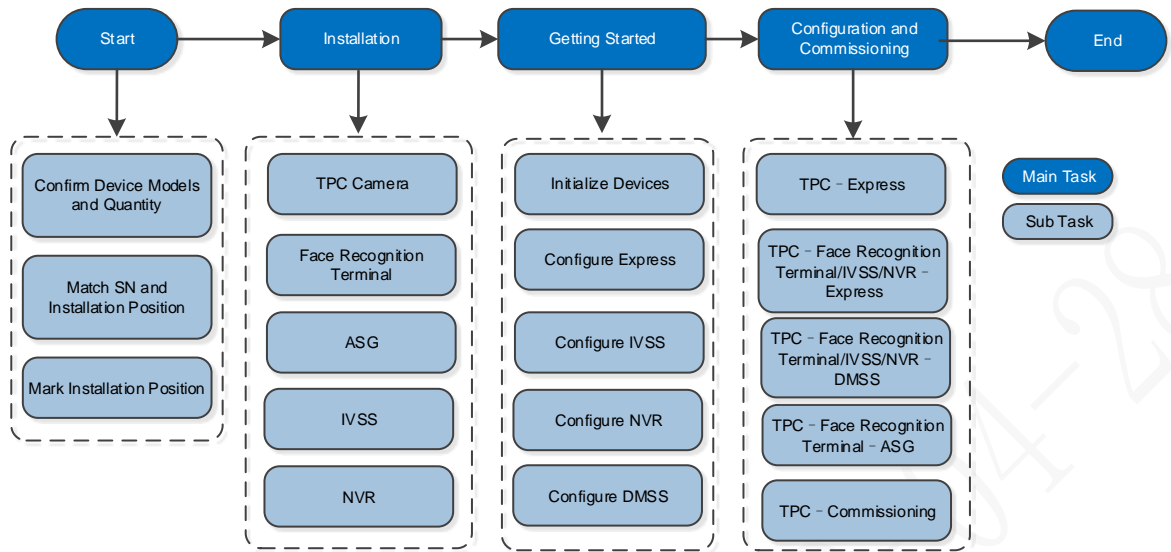 Start
Installation
Getting Started
Configuration and
Commissioning
End
Confirm Device Models
and Quantity
Match SN and
Installation Position
Mark Installation Position
TPC Camera
Face Recognition
Terminal
ASG
IVSS
NVR
Initialize Devices
Configure Express
Configure IVSS
Configure NVR
Configure DMSS
TPC - Express
TPC - Face Recognition
Terminal/IVSS/NVR -
Express
TPC - Face Recognition
Terminal/IVSS/NVR -
DMSS
TPC - Face Recognition
Terminal - ASG
TPC - Commissioning
Main Task
Sub Task
04-28